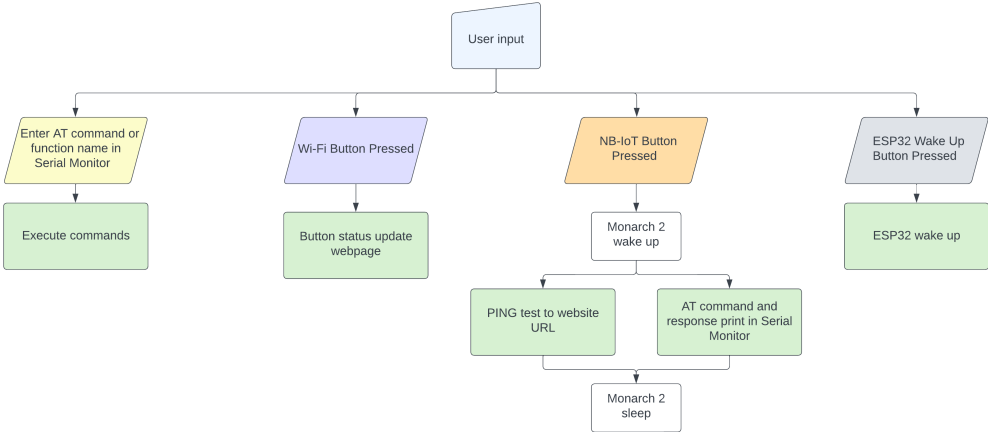 User input
Enter AT command or
function name in
Serial Monitor
Wi-Fi Button Pressed
NB-IoT Button
Pressed
ESP32 Wake Up
Button Pressed
Execute commands
Button status update
webpage
Monarch 2
wake up
ESP32 wake up
PING test to website
URL
AT command and
response print in Serial
Monitor
Monarch 2
sleep